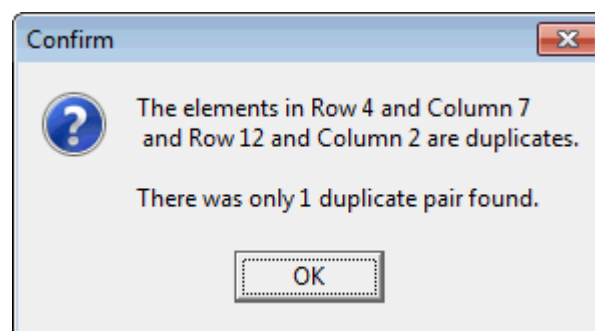 Confirm
The elements in Row 4 and Column 7
and Row 12 and Column 2 are duplicates.
There was only 1 duplicate pair found.
OK